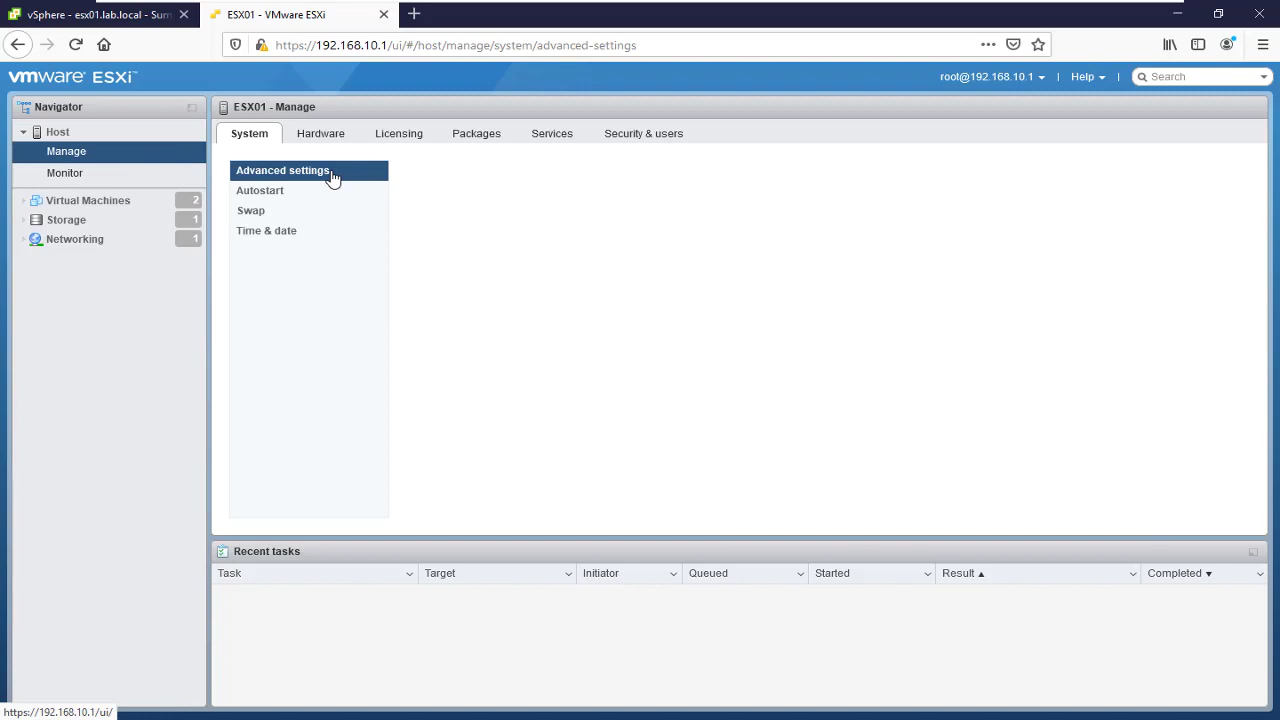 vSphere - esx01.lab.local - Sum
ESX01 - VMware ESXi
https://192.168.10.1/ui/#/host/manage/system/advanced-settings
vmware ESXi™
root@192.168.10.1
Help
Search
Navigator
Host
Manage
Monitor
Virtual Machines
2
Storage
1
Networking
1
ESX01 - Manage
System
Hardware
Licensing
Packages
Services
Security & users
Advanced settings
Autostart
Swap
Time & date
Recent tasks
Task
Target
Initiator
Queued
Started
Result
Completed
https://192.168.10.1/ui/